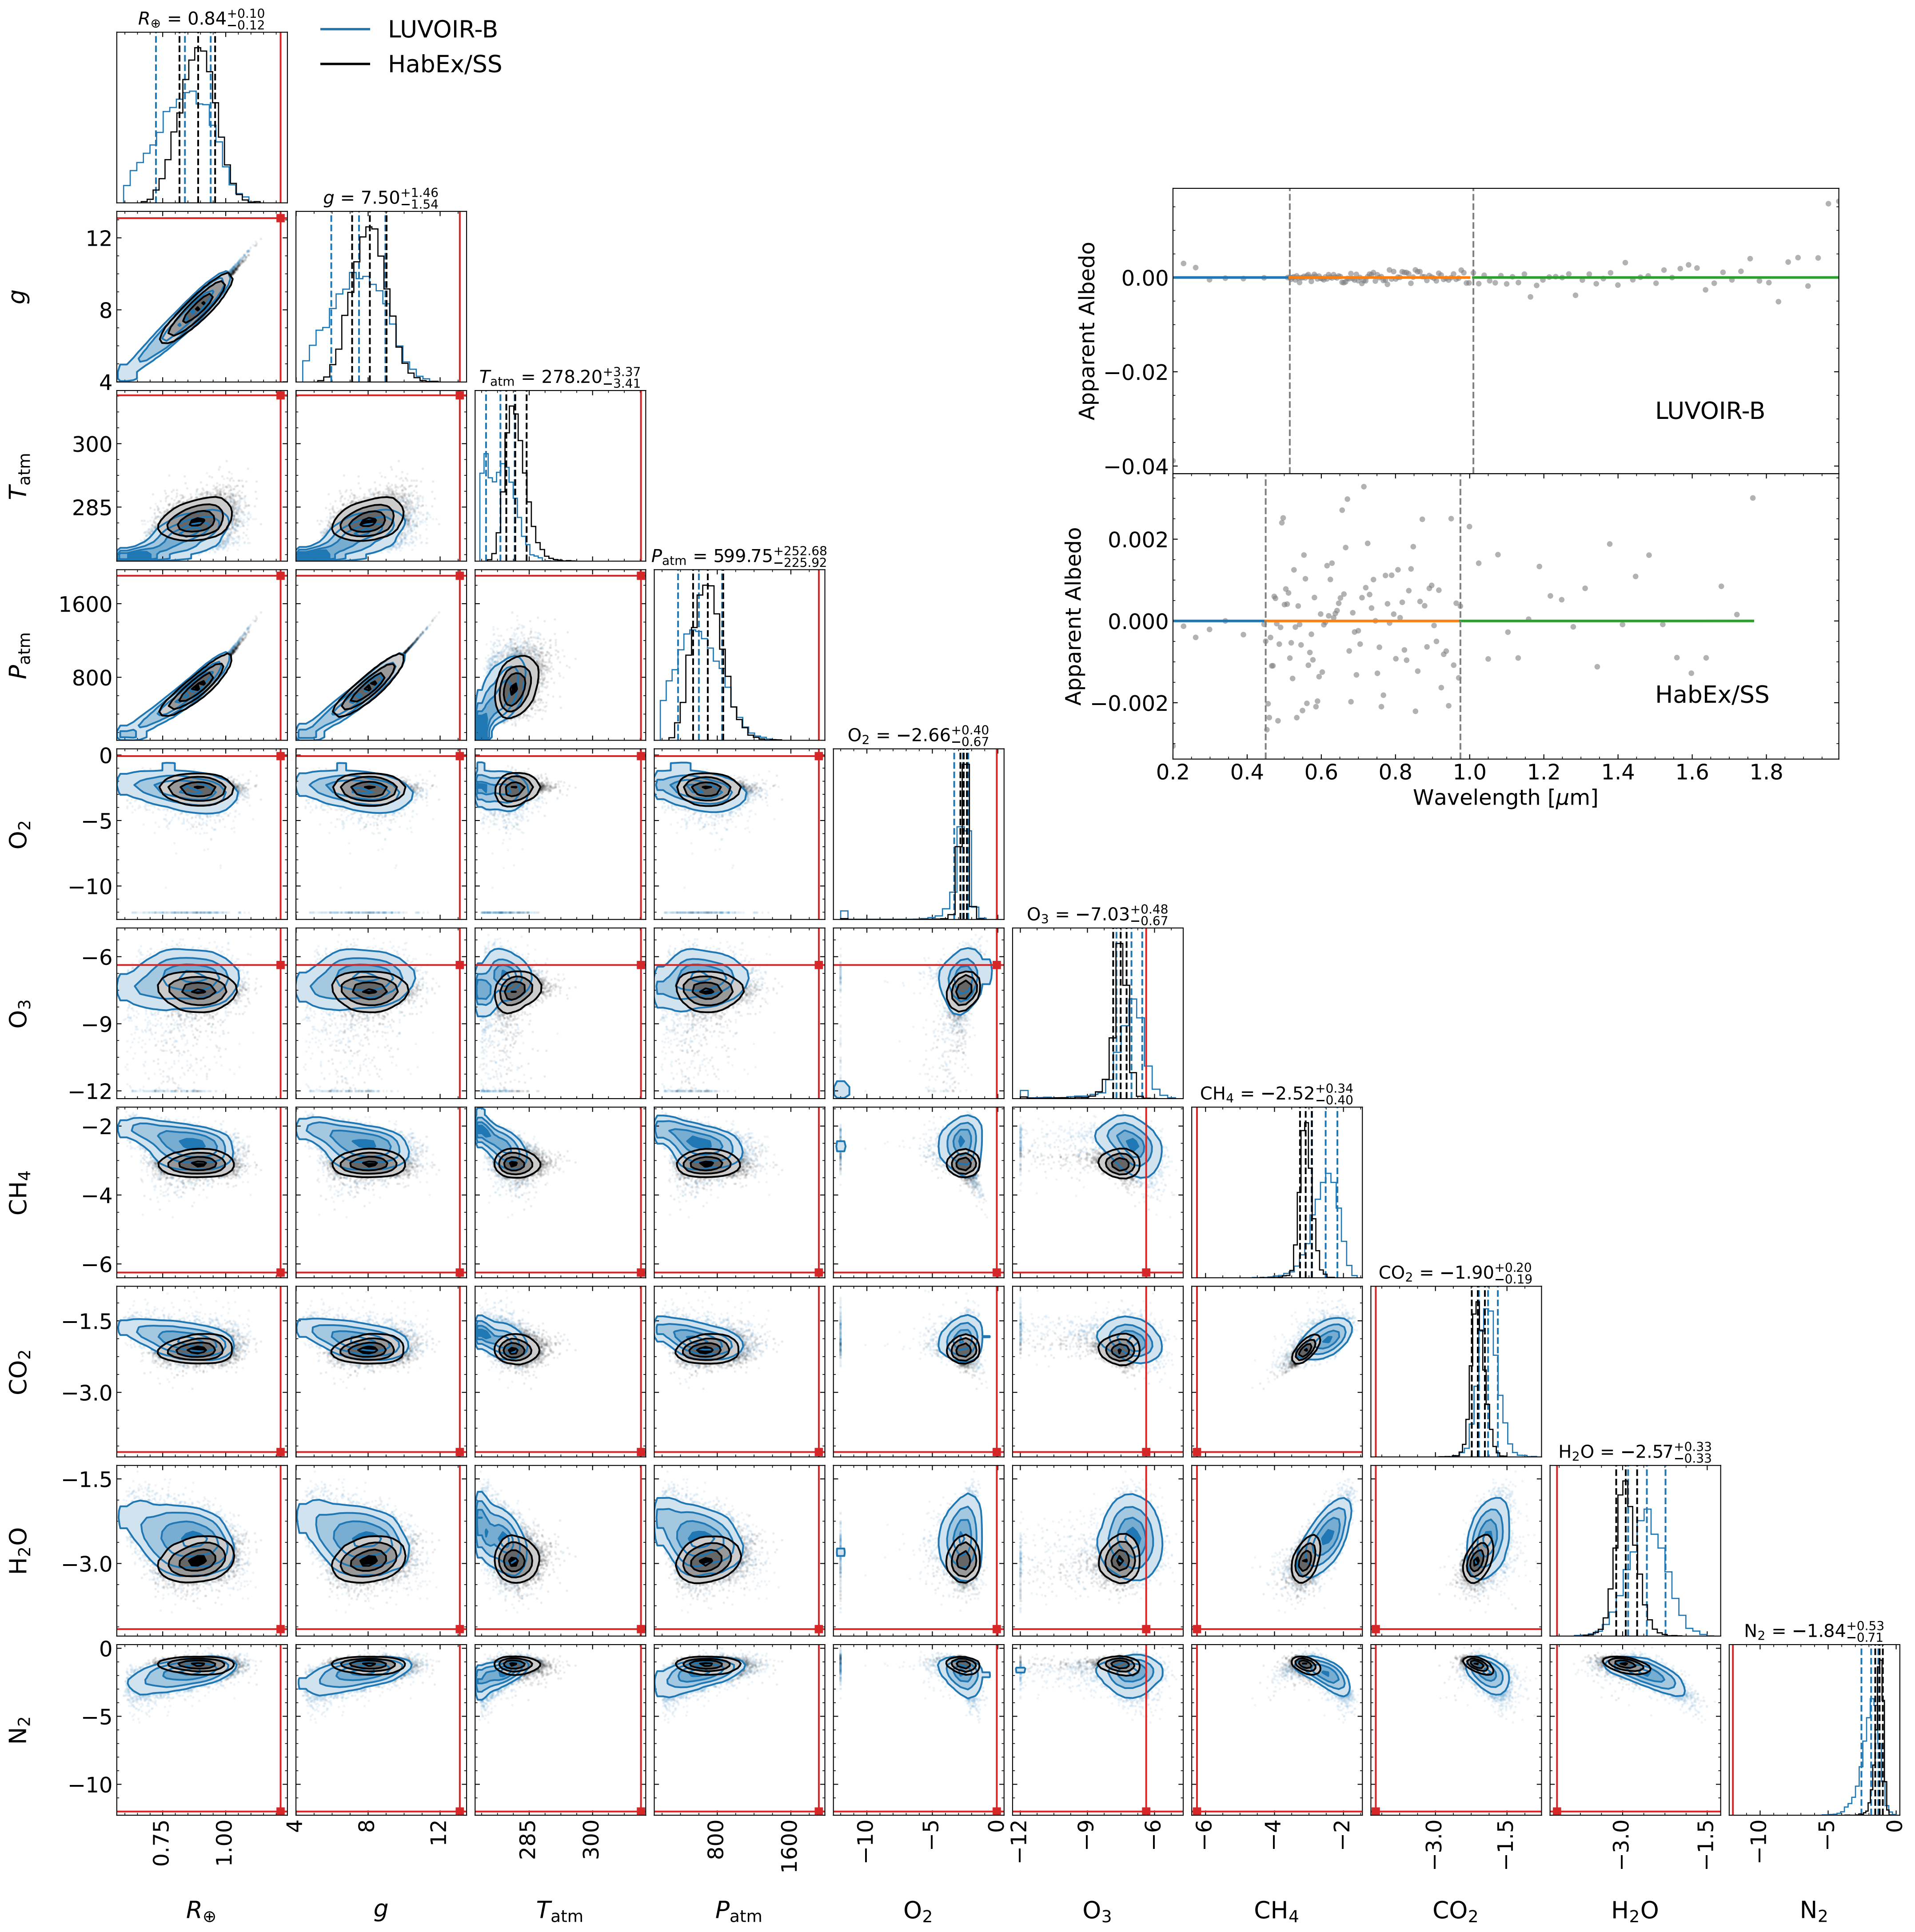 R⊕ = 0.84+0.10−0.12
LUVOIR-B
HabEx/SS
g = 7.50+1.46−1.54
12
8
4
g
Tatm = 278.20+3.37−3.41
300
285
Tatm
Patm = 599.75+252.68−225.92
1600
800
Patm
0.00
−0.02
−0.04
Apparent Albedo
LUVOIR-B
0.002
0.000
−0.002
Apparent Albedo
HabEx/SS
0.2 0.4 0.6 0.8 1.0 1.2 1.4 1.6 1.8
Wavelength [μm]
O2 = −2.66+0.40−0.67
0
−5
−10
O2
O3 = −7.03+0.48−0.67
−6
−9
−12
O3
CH4 = −2.52+0.34−0.40
−2
−4
−6
CH4
CO2 = −1.90+0.20−0.19
−1.5
−3.0
CO2
H2O = −2.57+0.33−0.33
−1.5
−3.0
H2O
N2 = −1.84+0.53−0.71
0
−5
−10
N2
0.75 1.00 4 8 12 285 300 800 1600 −10 −5 0 −12 −9 −6 −6 −4 −2 −3.0 −1.5 −3.0 −1.5 −10 −5 0
R⊕ g Tatm Patm O2 O3 CH4 CO2 H2O N2